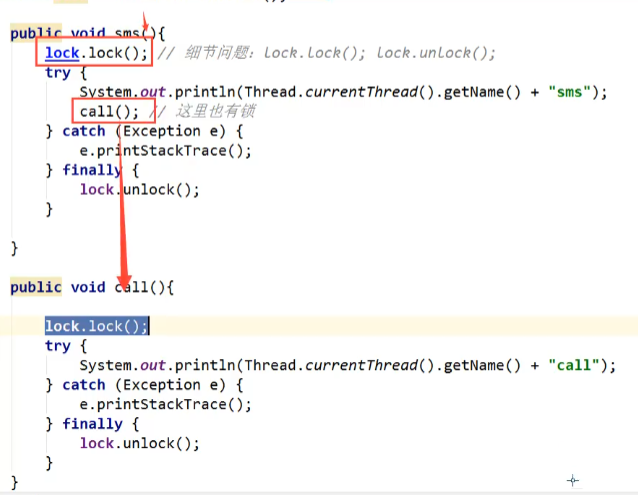 public void sms(){
lock.lock(); // 细节问题：lock.lock(); lock.unlock();
try {
System.out.println(Thread.currentThread().getName() + "sms");
call(); // 这里也有锁
} catch (Exception e) {
e.printStackTrace();
} finally {
lock.unlock();
}
}
public void call(){
lock.lock();
try {
System.out.println(Thread.currentThread().getName() + "call");
} catch (Exception e) {
e.printStackTrace();
} finally {
lock.unlock();
}
}